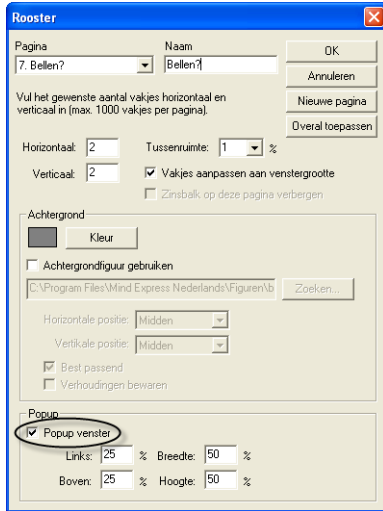 Rooster
Pagina Naam
7. Bellen? Bellen?
OK
Annuleren
Nieuwe pagina
Overal toepassen
Vul het gewenste aantal vakjes horizontaal en
verticaal in (max. 1000 vakjes per pagina).
Horizontaal: 2 Tussenruimte: 1 %
Verticaal: 2 Vakjes aanpassen aan venstergrootte
Zinsbalk op deze pagina verbergen
Achtergrond
Kleur
Achtergrondfiguur gebruiken
C:\Program Files\Mind Express Nederlands\Figuren\b Zoeken...
Horizontale positie: Midden
Vertikale positie: Midden
Best passend
Verhoudingen bewaren
Popup
Popup venster
Links: 25 % Breedte: 50 %
Boven: 25 % Hoogte: 50 %